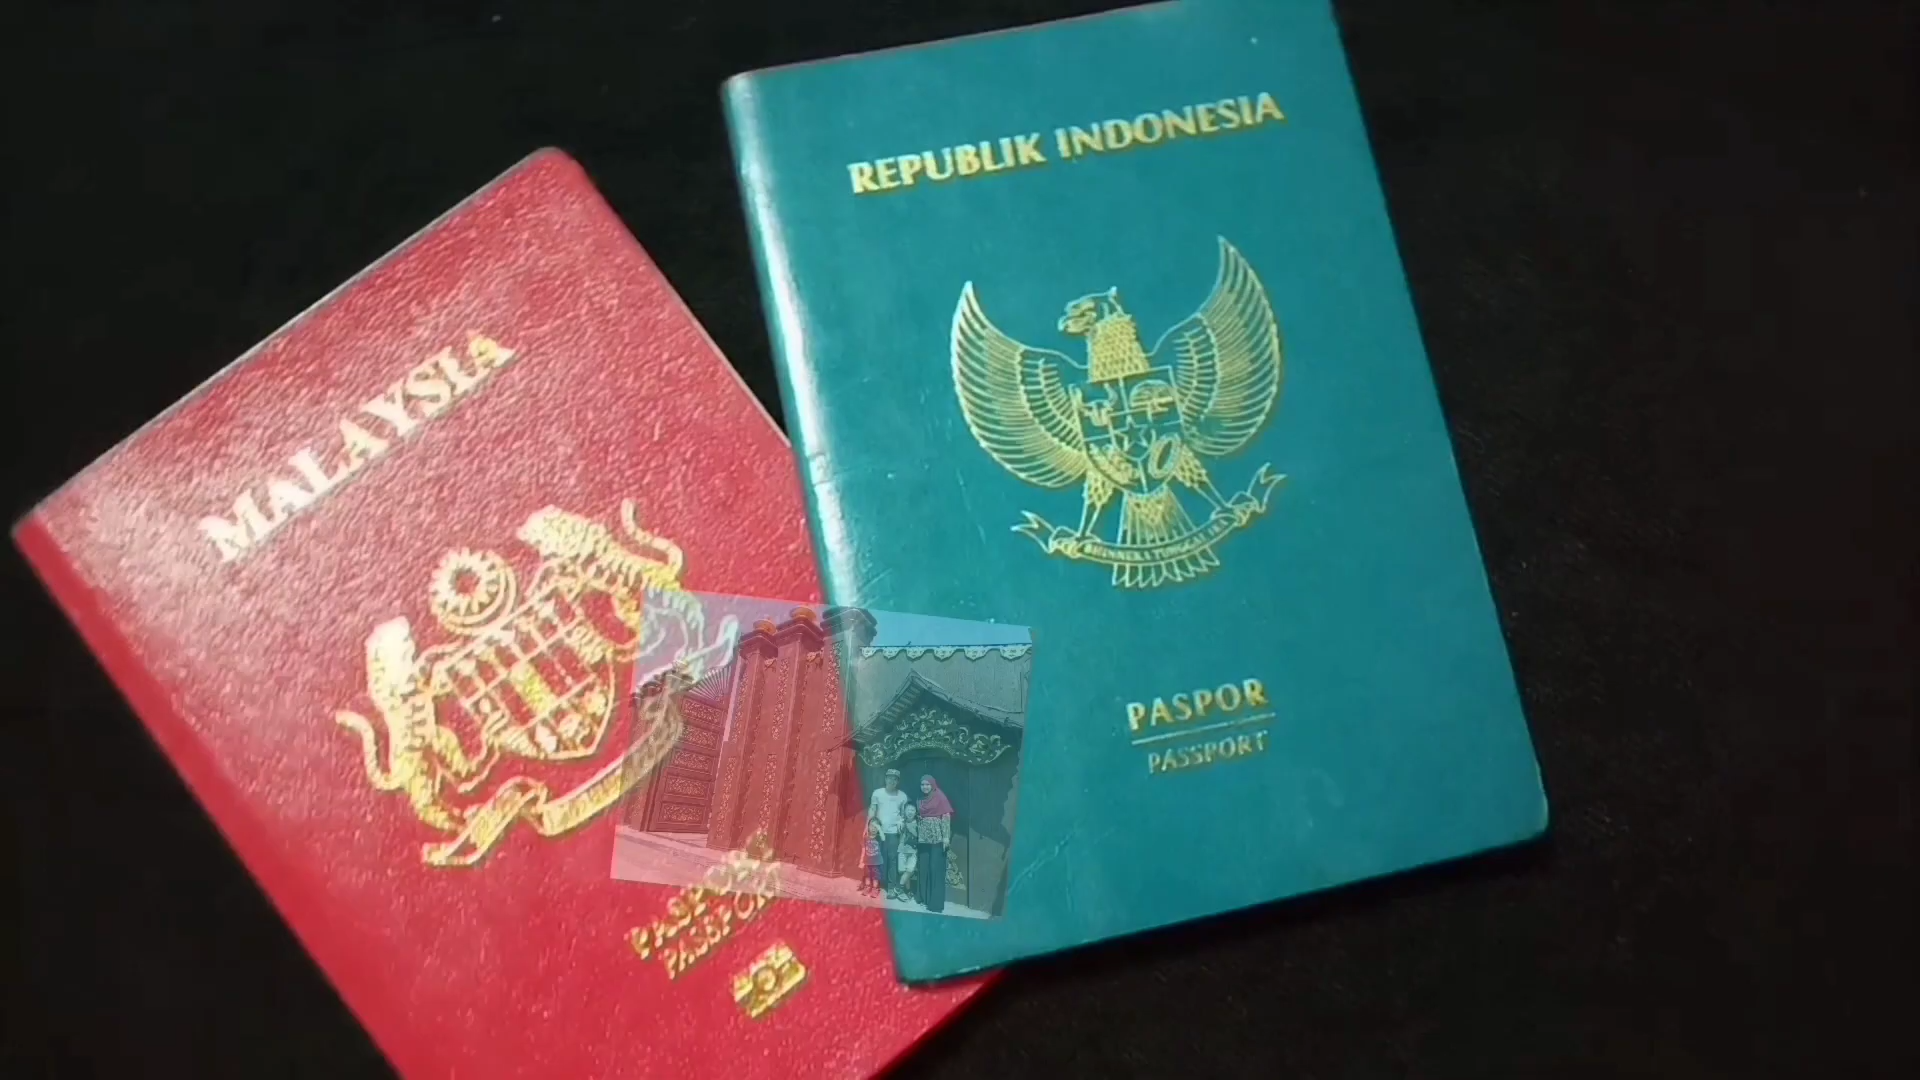 MALAYSIA
PASPORT
PASSPORT
REPUBLIK INDONESIA
BHINNEKA TUNGGAL IKA
PASPOR
PASSPORT